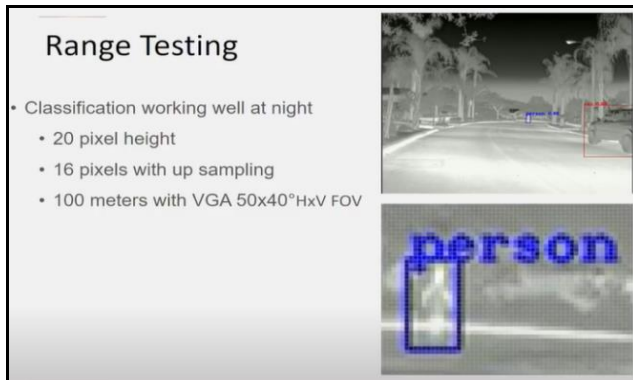 Range Testing
• Classification working well at night
• 20 pixel height
• 16 pixels with up sampling
• 100 meters with VGA 50x40°HxV FOV
person
person